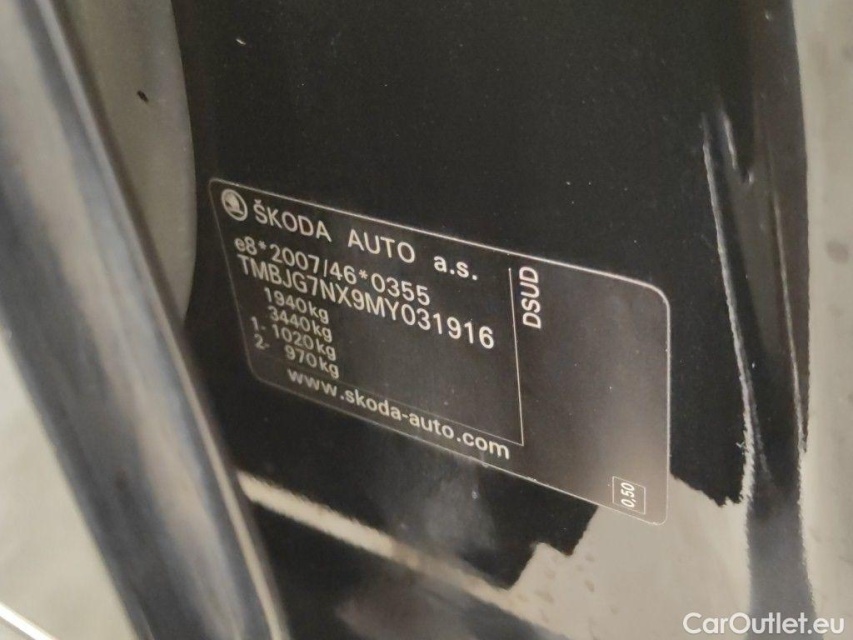 ŠKODA AUTO a.s.
e8*2007/46*0355
TMBJG7NX9MY031916
1940kg
3440kg
1- 1020kg
2- 970kg
www.skoda-auto.com
DSUD
0,50
CarOutlet.eu